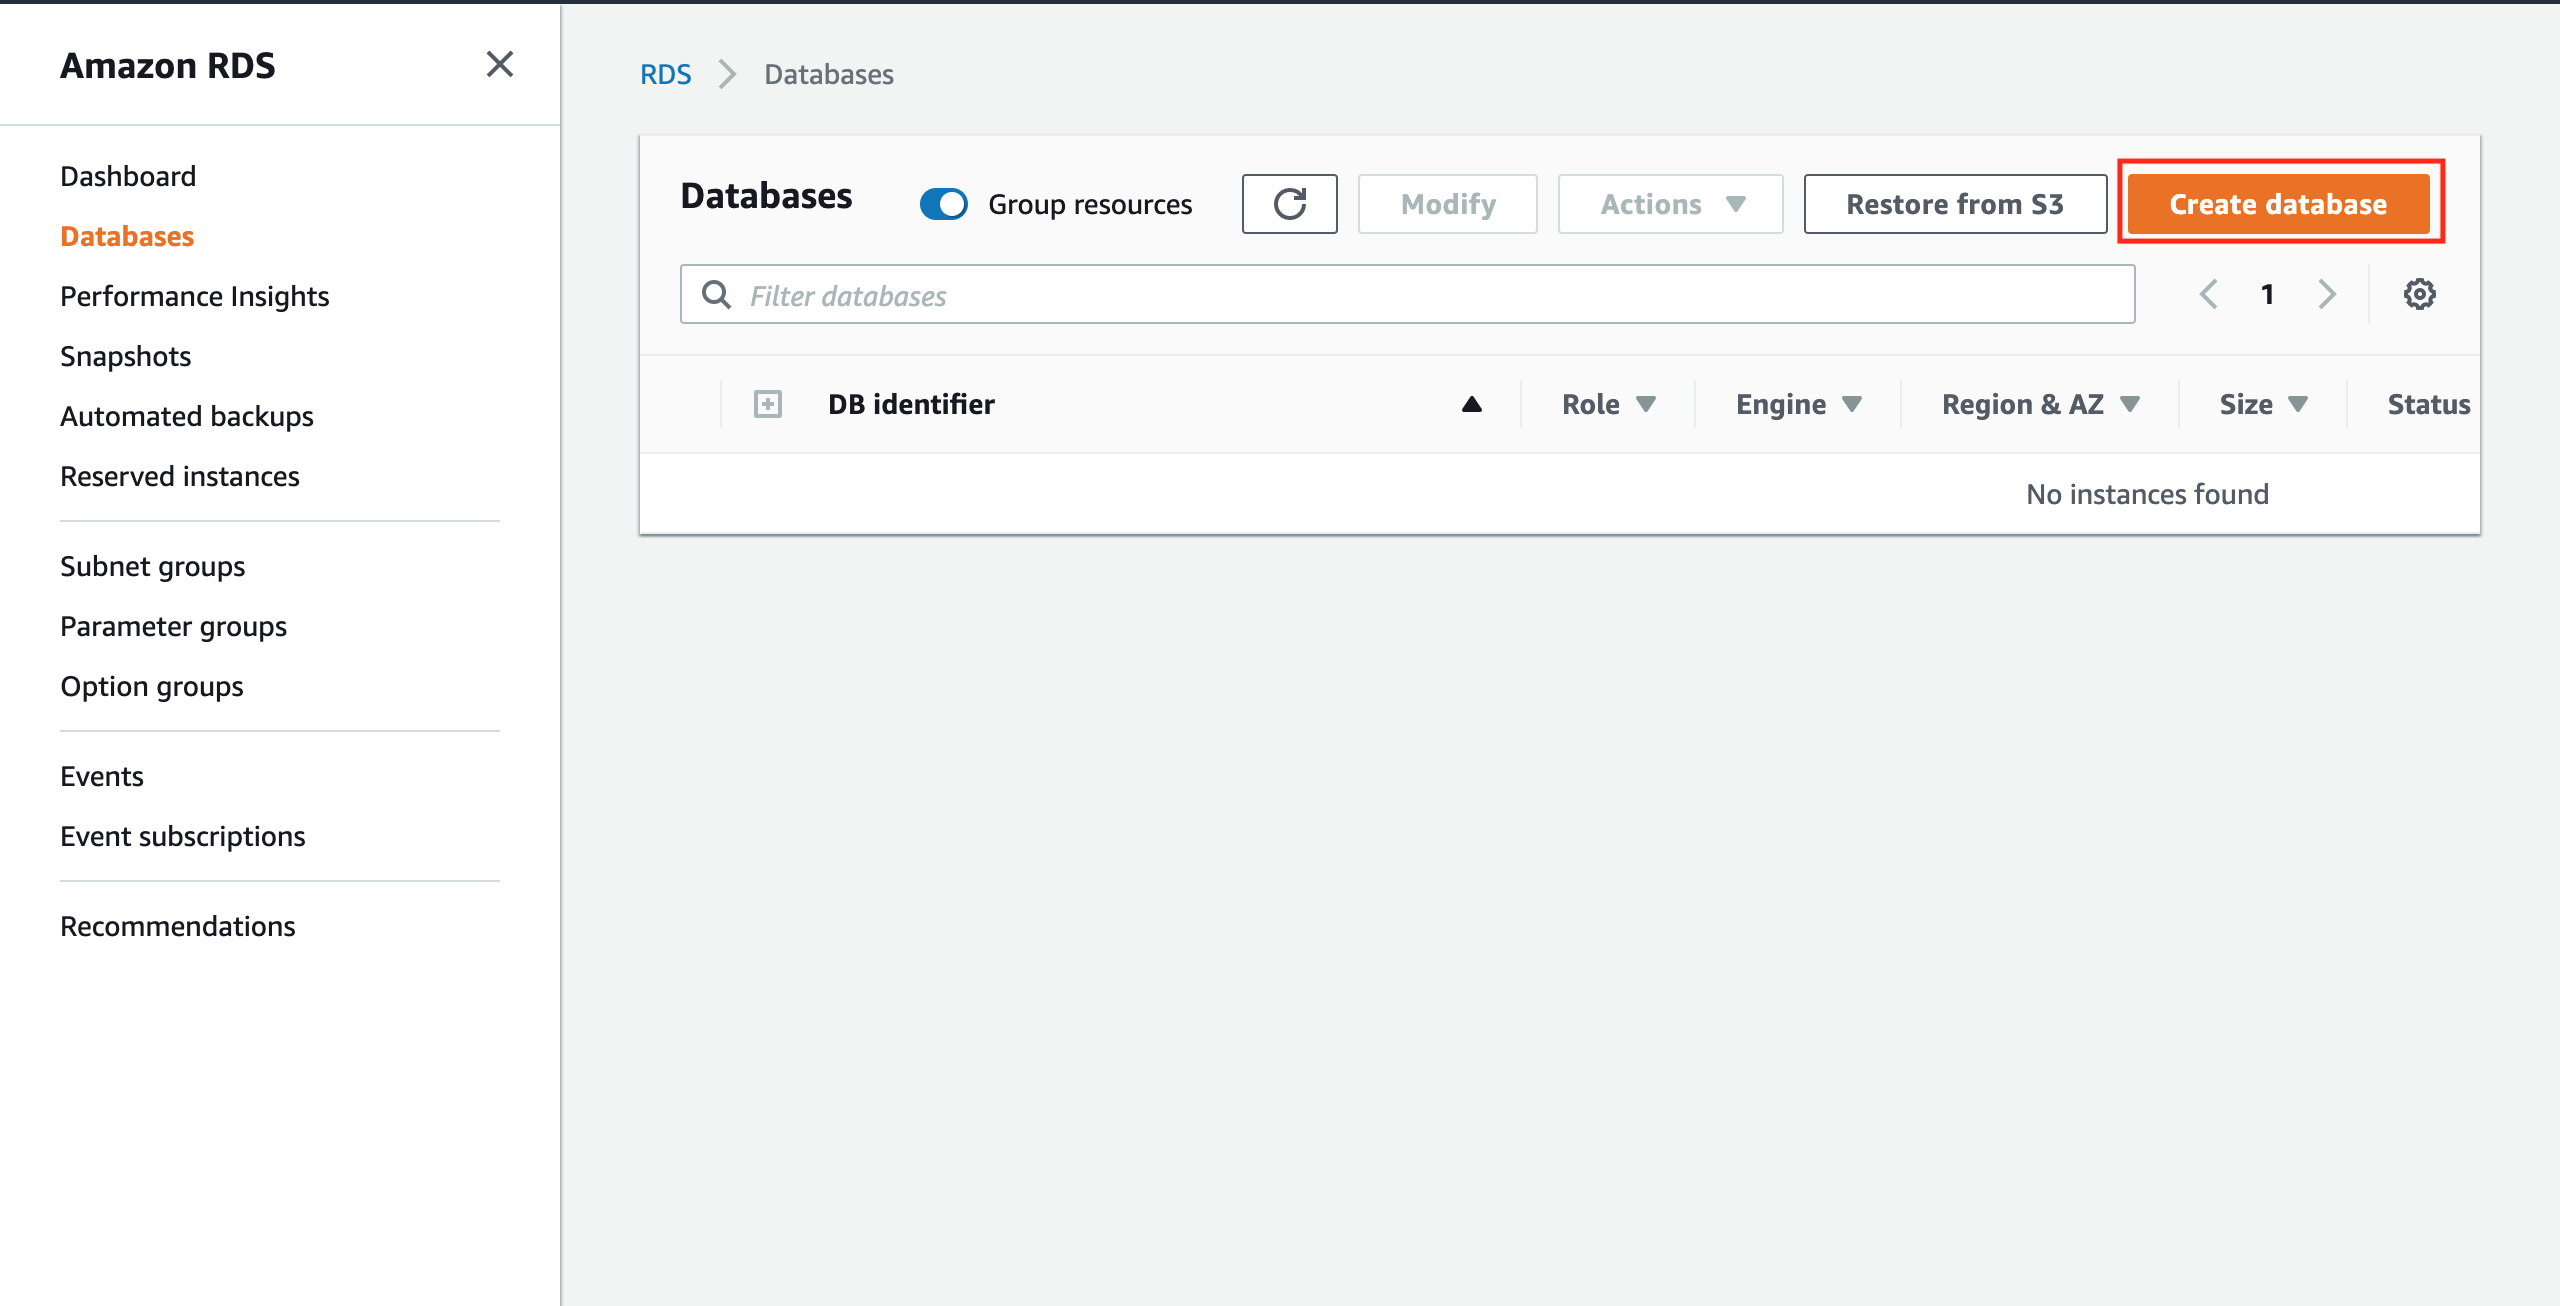 Amazon RDS
Dashboard
Databases
Performance Insights
Snapshots
Automated backups
Reserved instances
Subnet groups
Parameter groups
Option groups
Events
Event subscriptions
Recommendations
RDS Databases
Databases Group resources Modify Actions Restore from S3 Create database
Filter databases 1
DB identifier Role Engine Region & AZ Size Status
No instances found